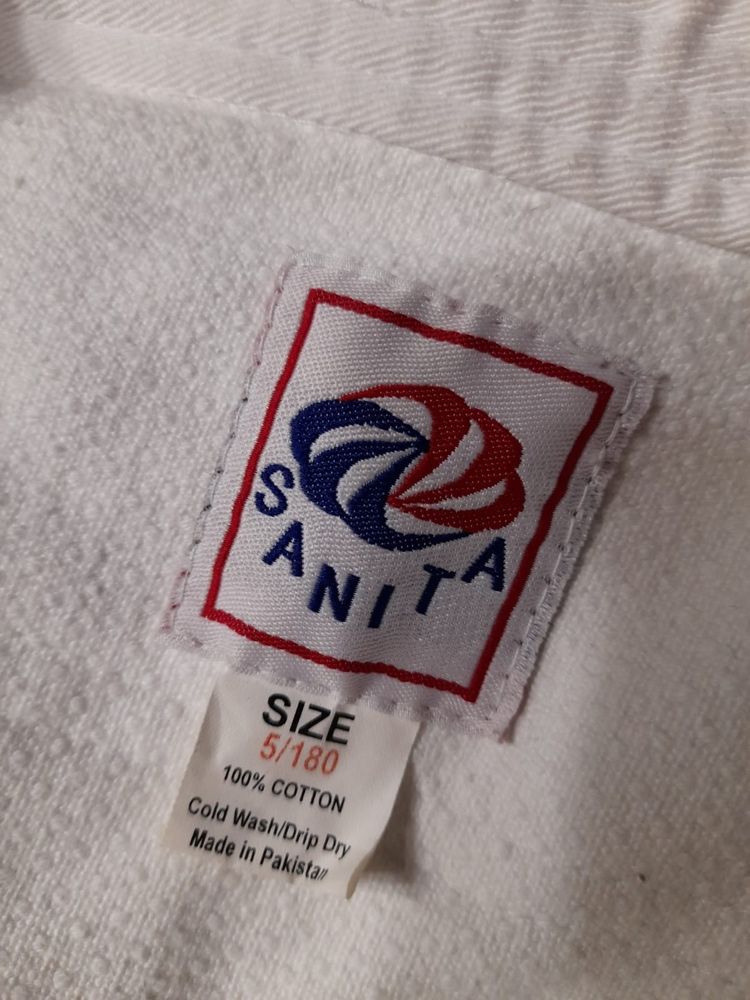 SANITA
SIZE
5/180
100% COTTON
Cold Wash/Drip Dry
Made in Pakistan